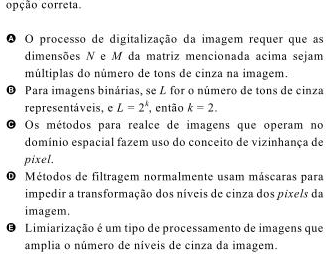 opção correta.
A O processo de digitalização da imagem requer que as
dimensões N e M da matriz mencionada acima sejam
múltiplas do número de tons de cinza na imagem.
B Para imagens binárias, se L for o número de tons de cinza
representáveis, e L = 2ᵏ, então k = 2.
C Os métodos para realce de imagens que operam no
domínio espacial fazem uso do conceito de vizinhança de
pixel.
D Métodos de filtragem normalmente usam máscaras para
impedir a transformação dos níveis de cinza dos pixels da
imagem.
E Limiarização é um tipo de processamento de imagens que
amplia o número de níveis de cinza da imagem.